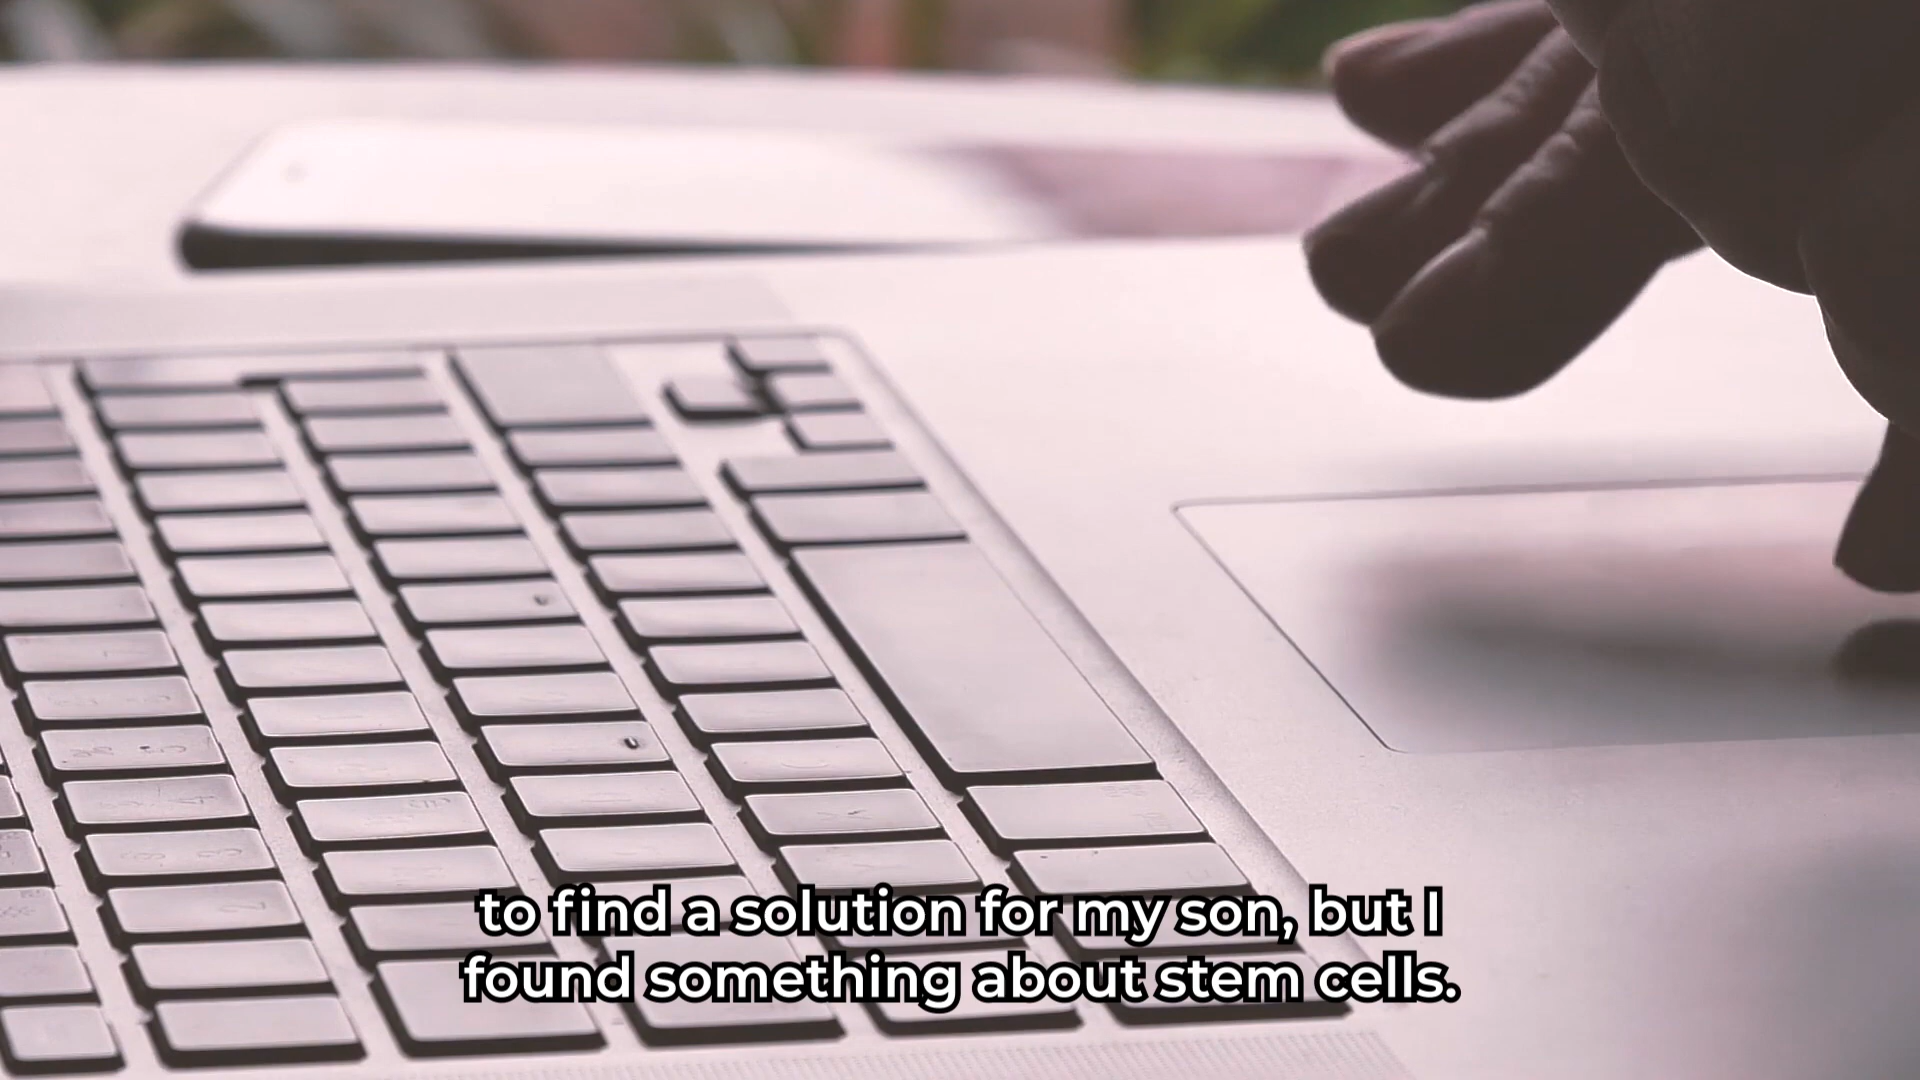 to find a solution for my son, but I
found something about stem cells.